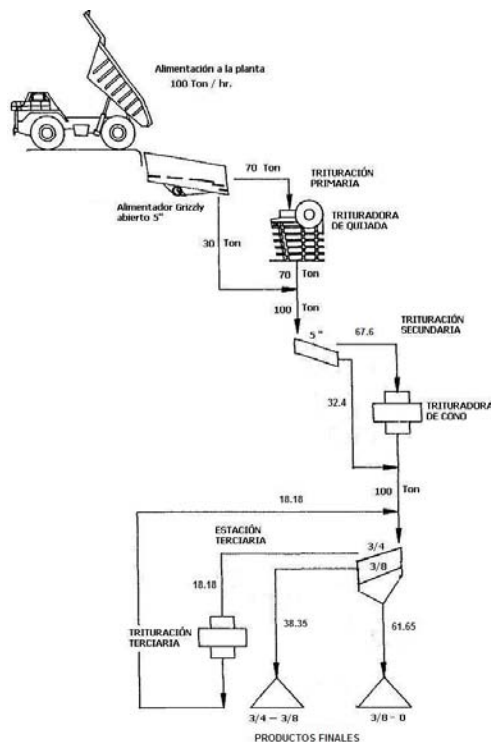 Alimentación a la planta
100 Ton / hr.
70 Ton
TRITURACIÓN
PRIMARIA
Alimentador Grizzly
abierto 5"
TRITURADORA
DE QUIJADA
30 Ton
70 Ton
100 Ton
5 "
67.6
TRITURACIÓN
SECUNDARIA
32.4
TRITURADORA
DE CONO
18.18
100 Ton
ESTACIÓN
TERCIARIA
3/4
3/8
18.18
TRITURACIÓN
TERCIARIA
38.35
61.65
3/4 – 3/8
3/8 – 0
PRODUCTOS FINALES